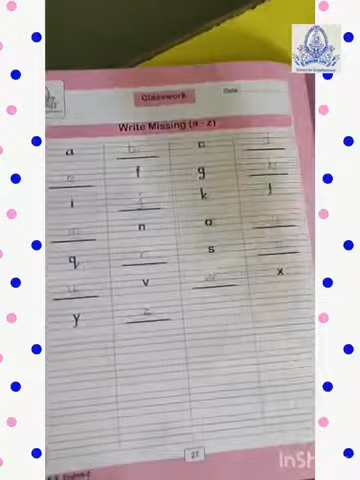 Classwork
Date
Write Missing (a - z)
a b c d
e f g h
i j k l
m n o
q r s
u v w x
y z
27
InSh